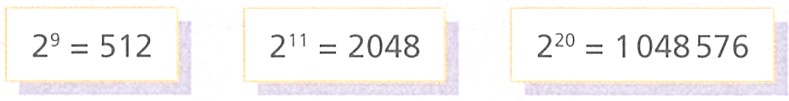 2⁹ = 512 2¹¹ = 2048 2²⁰ = 1 048 576